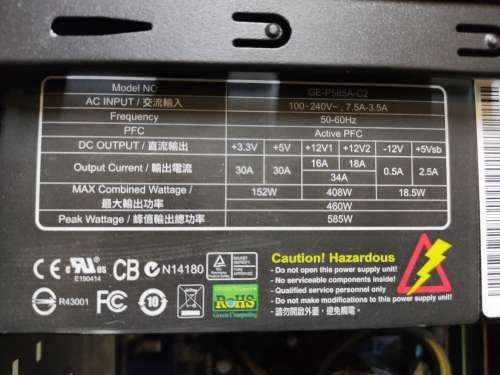 Model NO GE-P585A-C2
AC INPUT / 交流輸入 100~240V~, 7.5A-3.5A
Frequency 50-60Hz
PFC Active PFC
DC OUTPUT / 直流輸出 +3.3V +5V +12V1 +12V2 -12V +5Vsb
Output Current / 輸出電流 30A 30A 16A 18A 0.5A 2.5A
34A
MAX Combined Wattage / 152W 408W 18.5W
最大輸出功率 460W
Peak Wattage / 峰值輸出總功率 585W
CE c UL us CB N14180
E190414
R43001 FC 10 RoHS
Green Computing
Caution! Hazardous
- Do not open this power supply unit!
- No serviceable components inside!
- Qualified service personnel only
- Do not make modifications to this power supply unit!
- 請勿開啟外蓋，避免觸電。